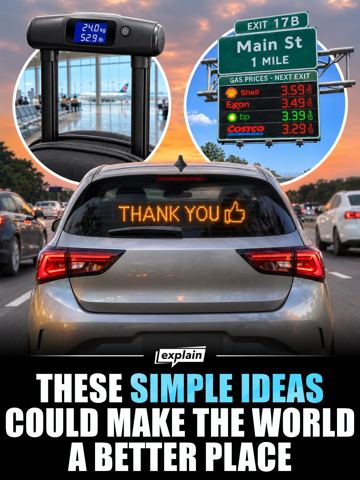 24.0 kg
52.9 lb
EXIT 17B
Main St
1 MILE
GAS PRICES - NEXT EXIT
Shell 3.59
Exxon 3.49
bp 3.39
COSTCO 3.29
THANK YOU
explain
THESE SIMPLE IDEAS
COULD MAKE THE WORLD
A BETTER PLACE